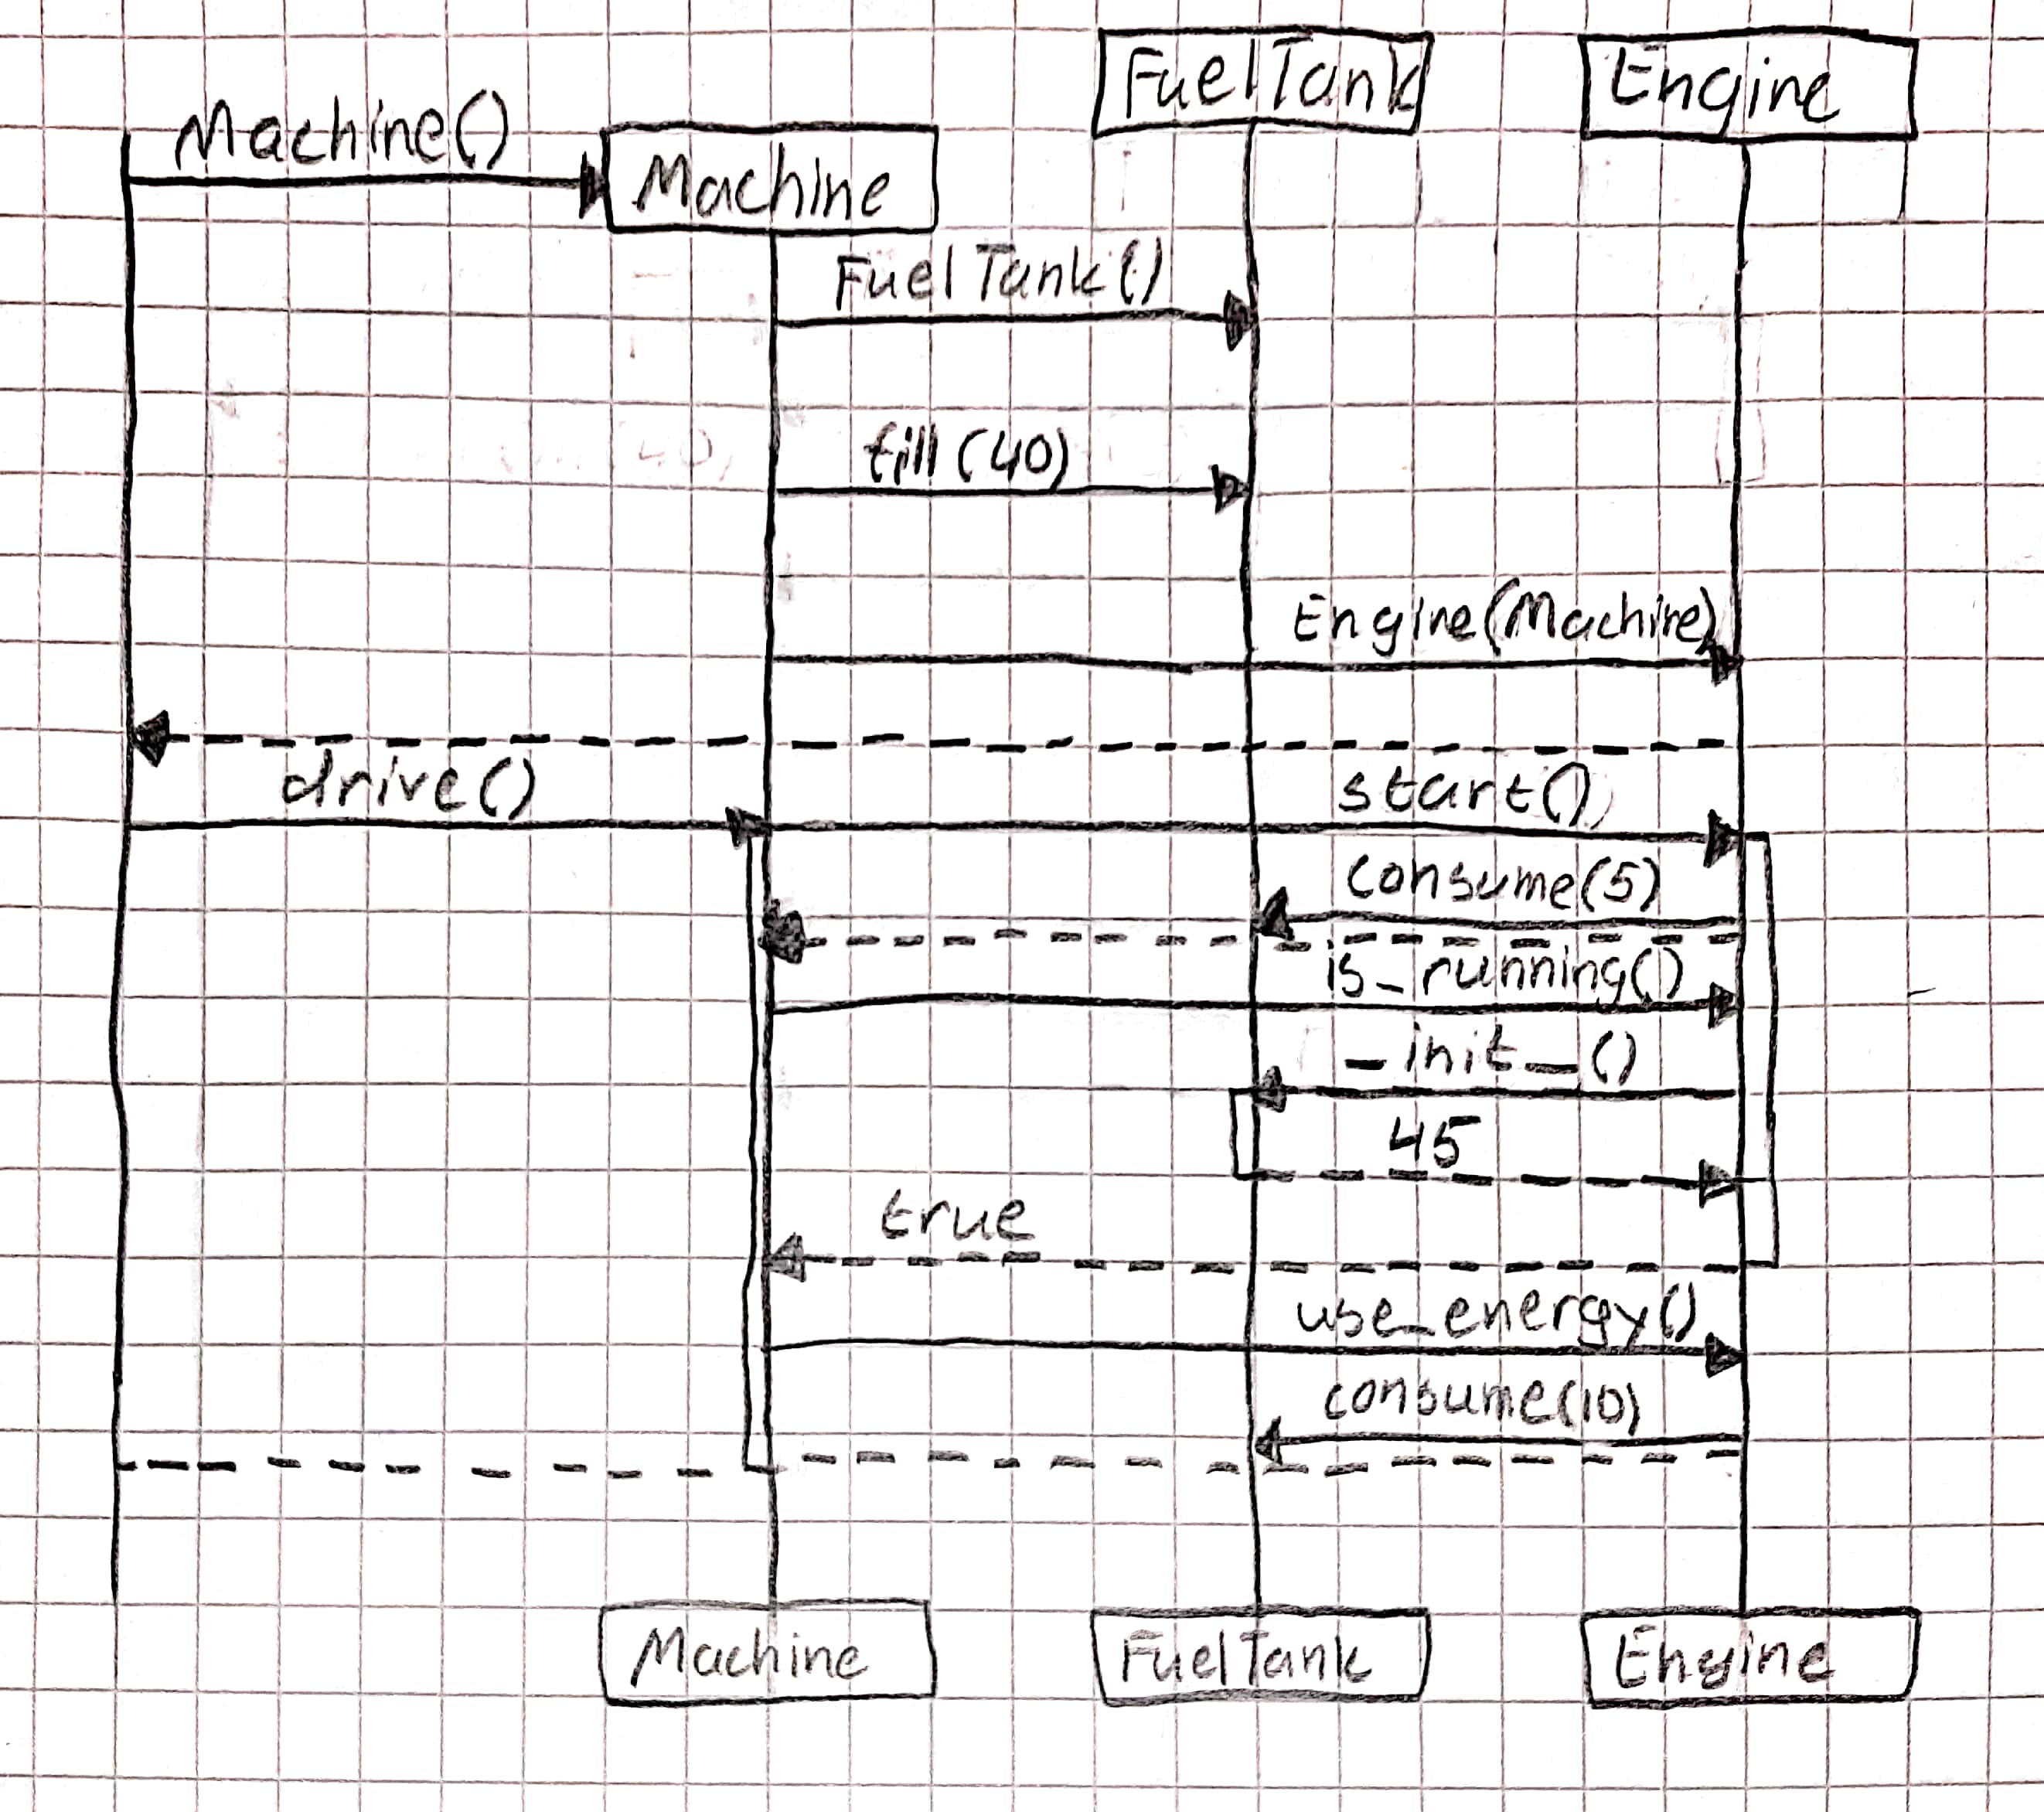 FuelTank
Engine
Machine()
Machine
FuelTank()
fill(40)
Engine(Machine)
drive()
start()
consume(5)
is_running()
_init_()
45
true
use_energy()
consume(10)
Machine
FuelTank
Engine